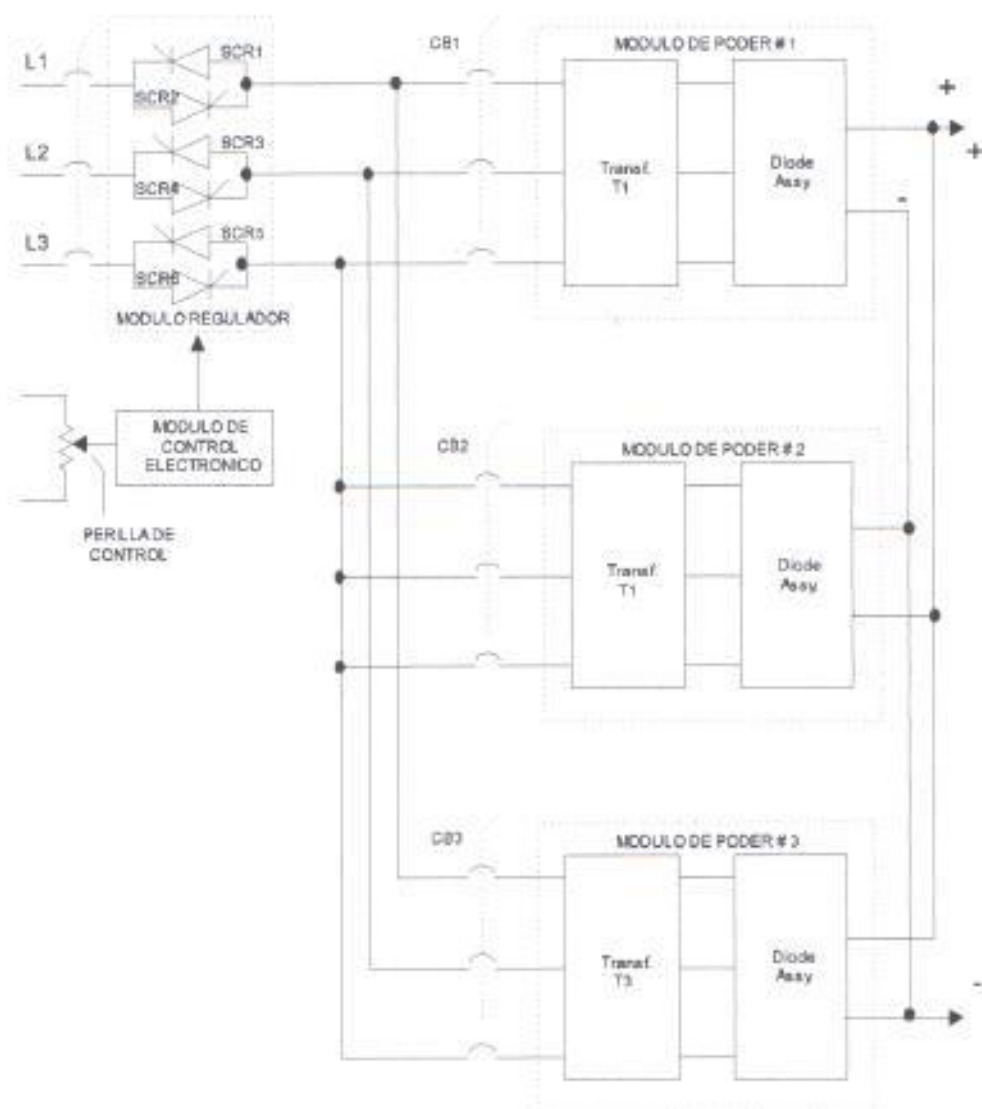 L1
SCR1
SCR2
L2
SCR3
SCR4
L3
SCR5
SCR6
MODULO REGULADOR
MODULO DE
CONTROL
ELECTRONICO
PERILLA DE
CONTROL
CB1
MODULO DE PODER # 1
Transf.
T1
Diode
Assy
+
+
-
CB2
MODULO DE PODER # 2
Transf.
T1
Diode
Assy
CB3
MODULO DE PODER # 3
Transf.
T3
Diode
Assy
-